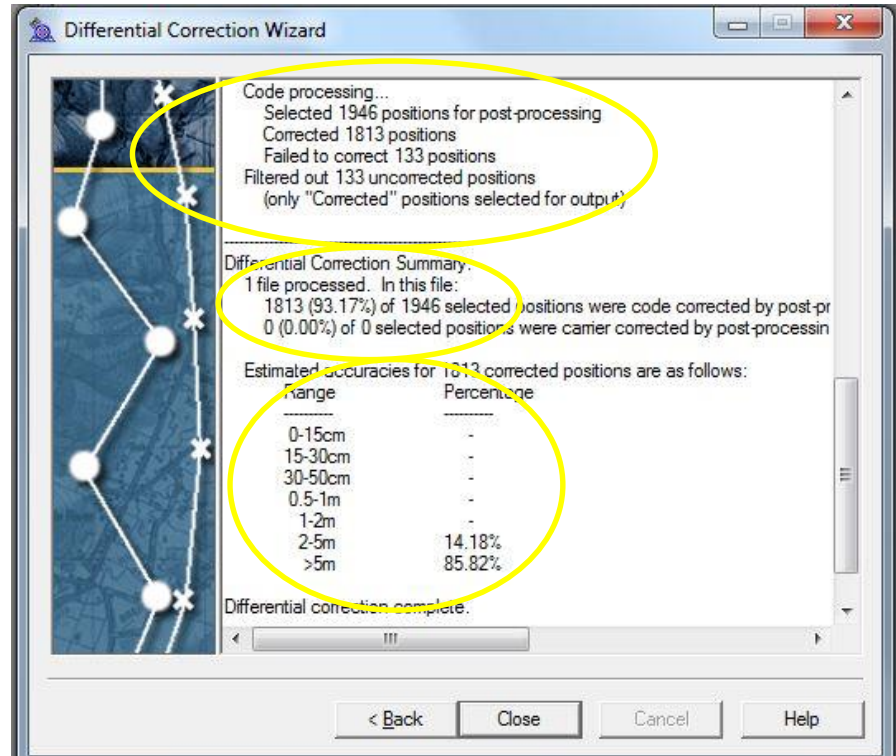 Differential Correction Wizard
Code processing...
Selected 1946 positions for post-processing
Corrected 1813 positions
Failed to correct 133 positions
Filtered out 133 uncorrected positions
(only "Corrected" positions selected for output)
----------------------------------------
Differential Correction Summary:
1 file processed. In this file:
1813 (93.17%) of 1946 selected positions were code corrected by post-pr
0 (0.00%) of 0 selected positions were carrier corrected by post-processin
Estimated accuracies for 1813 corrected positions are as follows:
Range Percentage
---------- ----------
0-15cm -
15-30cm -
30-50cm -
0.5-1m -
1-2m -
2-5m 14.18%
>5m 85.82%
Differential correction complete.
< Back Close Cancel Help